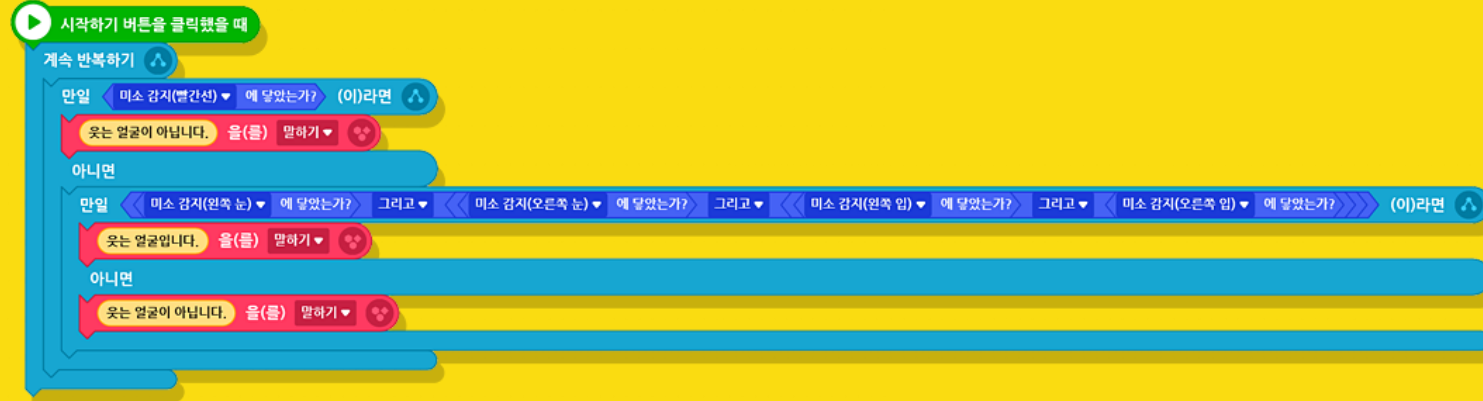 시작하기 버튼을 클릭했을 때
계속 반복하기
만일 미소 감지(빨간선) 에 닿았는가? (이)라면
웃는 얼굴이 아닙니다. 을(를) 말하기
아니면
만일 미소 감지(왼쪽 눈) 에 닿았는가? 그리고 미소 감지(오른쪽 눈) 에 닿았는가? 그리고 미소 감지(왼쪽 입) 에 닿았는가? 그리고 미소 감지(오른쪽 입) 에 닿았는가? (이)라면
웃는 얼굴입니다. 을(를) 말하기
아니면
웃는 얼굴이 아닙니다. 을(를) 말하기